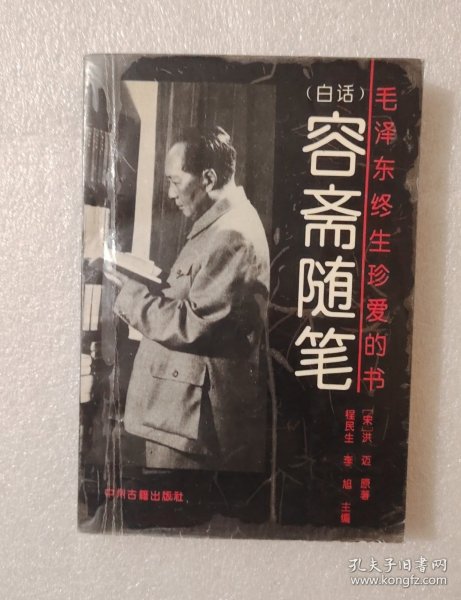 毛泽东终生珍爱的书
（白话）
容斋随笔
［宋］洪迈 原著
程民生 李旭 主编
中州古籍出版社
孔夫子旧书网
www.kongfz.com